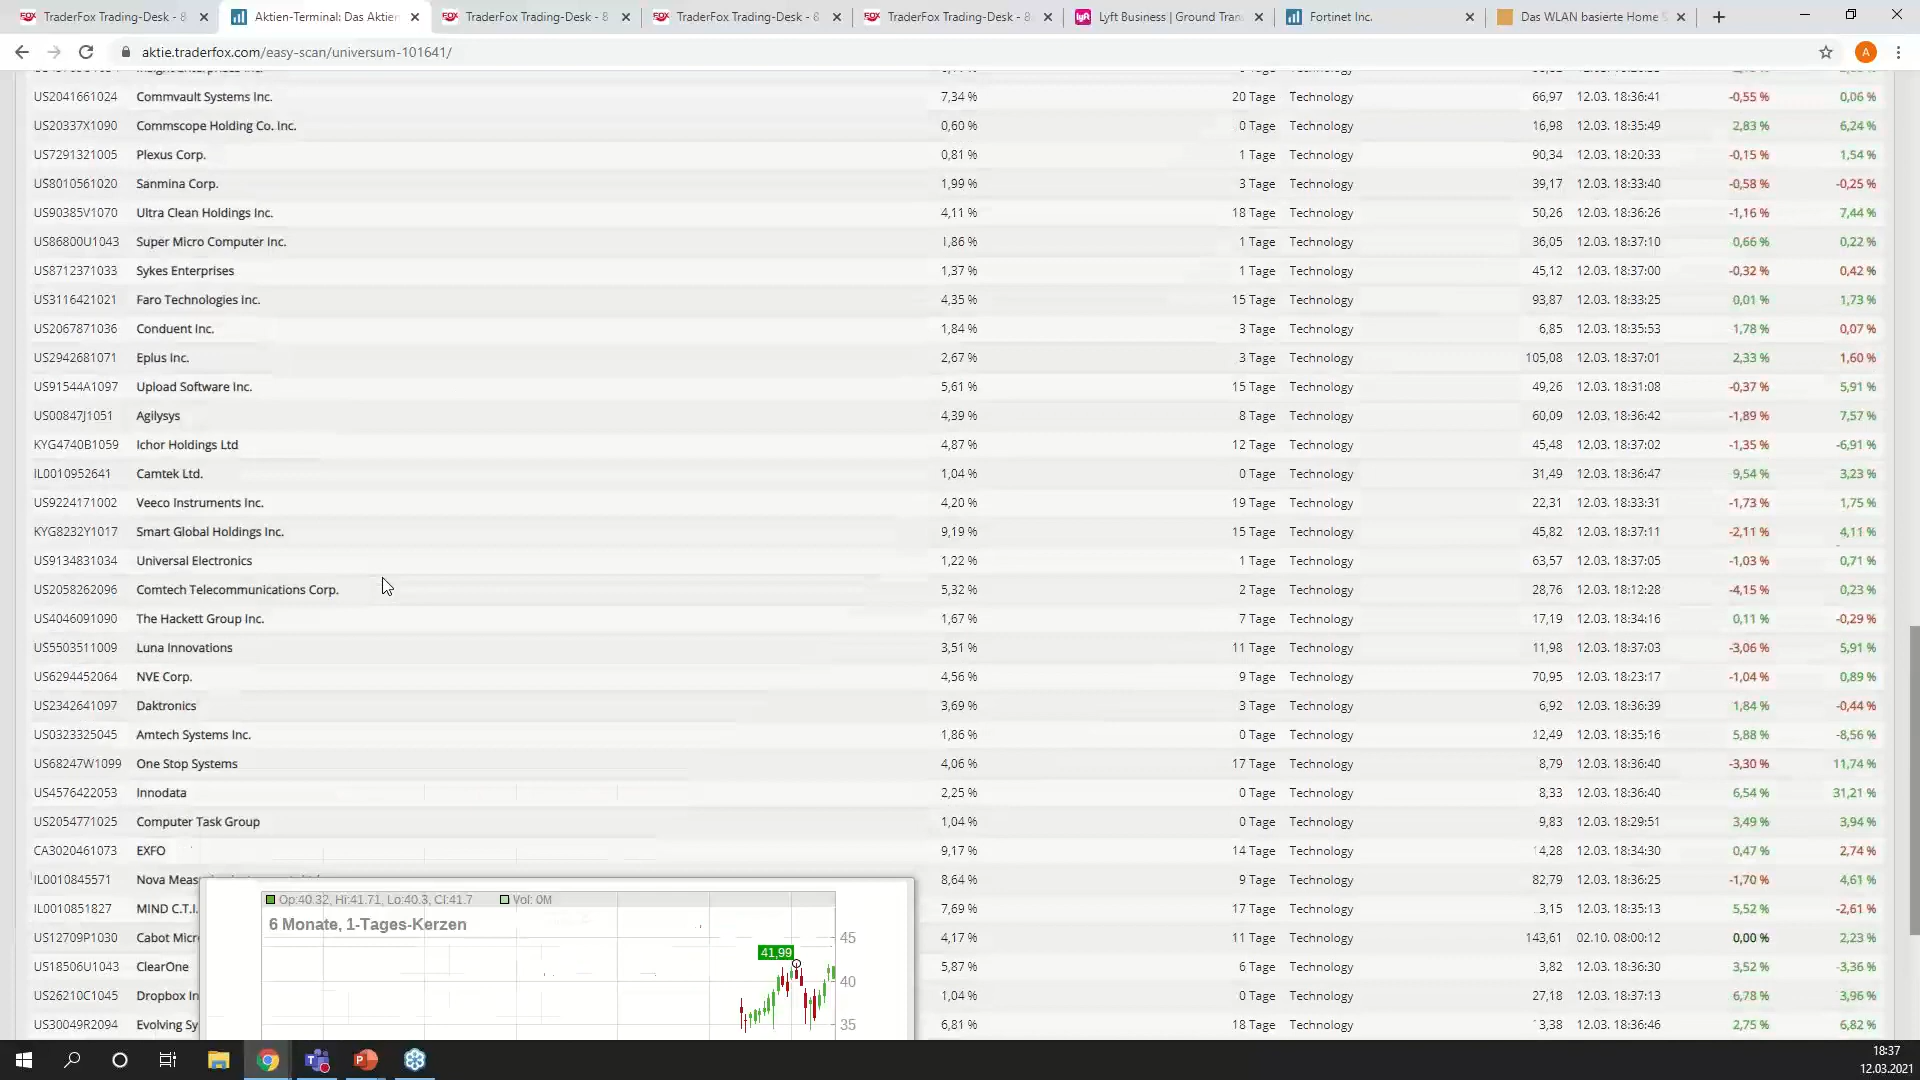 TraderFox Trading-Desk - 8 Aktien-Terminal: Das Aktien TraderFox Trading-Desk - 8 TraderFox Trading-Desk - 6 TraderFox Trading-Desk - 8 Lyft Business | Ground Tran Fortinet Inc. Das WLAN basierte Home S
aktie.traderfox.com/easy-scan/universum-101641/ A
US2041661024 Commvault Systems Inc. 7,34 % 20 Tage Technology 66,97 12.03. 18:36:41 -0,55 % 0,06 %
US20337X1090 Commscope Holding Co. Inc. 0,60 % 0 Tage Technology 16,98 12.03. 18:35:49 2,83 % 6,24 %
US7291321005 Plexus Corp. 0,81 % 1 Tage Technology 90,34 12.03. 18:20:33 -0,15 % 1,54 %
US8010561020 Sanmina Corp. 1,99 % 3 Tage Technology 39,17 12.03. 18:33:40 -0,58 % -0,25 %
US90385V1070 Ultra Clean Holdings Inc. 4,11 % 18 Tage Technology 50,26 12.03. 18:36:26 -1,16 % 7,44 %
US86800U1043 Super Micro Computer Inc. 1,86 % 1 Tage Technology 36,05 12.03. 18:37:10 0,66 % 0,22 %
US8712371033 Sykes Enterprises 1,37 % 1 Tage Technology 45,12 12.03. 18:37:00 -0,32 % 0,42 %
US3116421021 Faro Technologies Inc. 4,35 % 15 Tage Technology 93,87 12.03. 18:33:25 0,01 % 1,73 %
US2067871036 Conduent Inc. 1,84 % 3 Tage Technology 6,85 12.03. 18:35:53 1,78 % 0,07 %
US2942681071 Eplus Inc. 2,67 % 3 Tage Technology 105,08 12.03. 18:37:01 2,33 % 1,60 %
US91544A1097 Upload Software Inc. 5,61 % 15 Tage Technology 49,26 12.03. 18:31:08 -0,37 % 5,91 %
US00847J1051 Agilysys 4,39 % 8 Tage Technology 60,09 12.03. 18:36:42 -1,89 % 7,57 %
KYG4740B1059 Ichor Holdings Ltd 4,87 % 12 Tage Technology 45,48 12.03. 18:37:02 -1,35 % -6,91 %
IL0010952641 Camtek Ltd. 1,04 % 0 Tage Technology 31,49 12.03. 18:36:47 9,54 % 3,23 %
US9224171002 Veeco Instruments Inc. 4,20 % 19 Tage Technology 22,31 12.03. 18:33:31 -1,73 % 1,75 %
KYG8232Y1017 Smart Global Holdings Inc. 9,19 % 15 Tage Technology 45,82 12.03. 18:37:11 -2,11 % 4,11 %
US9134831034 Universal Electronics 1,22 % 1 Tage Technology 63,57 12.03. 18:37:05 -1,03 % 0,71 %
US2058262096 Comtech Telecommunications Corp. 5,32 % 2 Tage Technology 28,76 12.03. 18:12:28 -4,15 % 0,23 %
US4046091090 The Hackett Group Inc. 1,67 % 7 Tage Technology 17,19 12.03. 18:34:16 0,11 % -0,29 %
US5503511009 Luna Innovations 3,51 % 11 Tage Technology 11,98 12.03. 18:37:03 -3,06 % 5,91 %
US6294452064 NVE Corp. 4,56 % 9 Tage Technology 70,95 12.03. 18:23:17 -1,04 % 0,89 %
US2342641097 Daktronics 3,69 % 3 Tage Technology 6,92 12.03. 18:36:39 1,84 % -0,44 %
US0323325045 Amtech Systems Inc. 1,86 % 0 Tage Technology 12,49 12.03. 18:35:16 5,88 % -8,56 %
US68247W1099 One Stop Systems 4,06 % 17 Tage Technology 8,79 12.03. 18:36:40 -3,30 % 11,74 %
US4576422053 Innodata 2,25 % 0 Tage Technology 8,33 12.03. 18:36:40 6,54 % 31,21 %
US2054771025 Computer Task Group 1,04 % 0 Tage Technology 9,83 12.03. 18:29:51 3,49 % 3,94 %
CA3020461073 EXFO 9,17 % 14 Tage Technology 14,28 12.03. 18:34:30 0,47 % 2,74 %
IL0010845571 Nova Meas 8,64 % 9 Tage Technology 82,79 12.03. 18:36:25 -1,70 % 4,61 %
IL0010851827 MIND C.T.I. 7,69 % 17 Tage Technology 3,15 12.03. 18:35:13 5,52 % -2,61 %
US12709P1030 Cabot Micr 4,17 % 11 Tage Technology 143,61 02.10. 08:00:12 0,00 % 2,23 %
US18506U1043 ClearOne 5,87 % 6 Tage Technology 3,82 12.03. 18:36:30 3,52 % -3,36 %
US26210C1045 Dropbox In 1,04 % 0 Tage Technology 27,18 12.03. 18:37:13 6,78 % 3,96 %
US30049R2094 Evolving Sy 6,81 % 18 Tage Technology 3,38 12.03. 18:36:46 2,75 % 6,82 %
Op:40.32, Hi:41.71, Lo:40.3, Cl:41.7 Vol: 0M
6 Monate, 1-Tages-Kerzen
45
41,99
40
35
18:37
12.03.2021